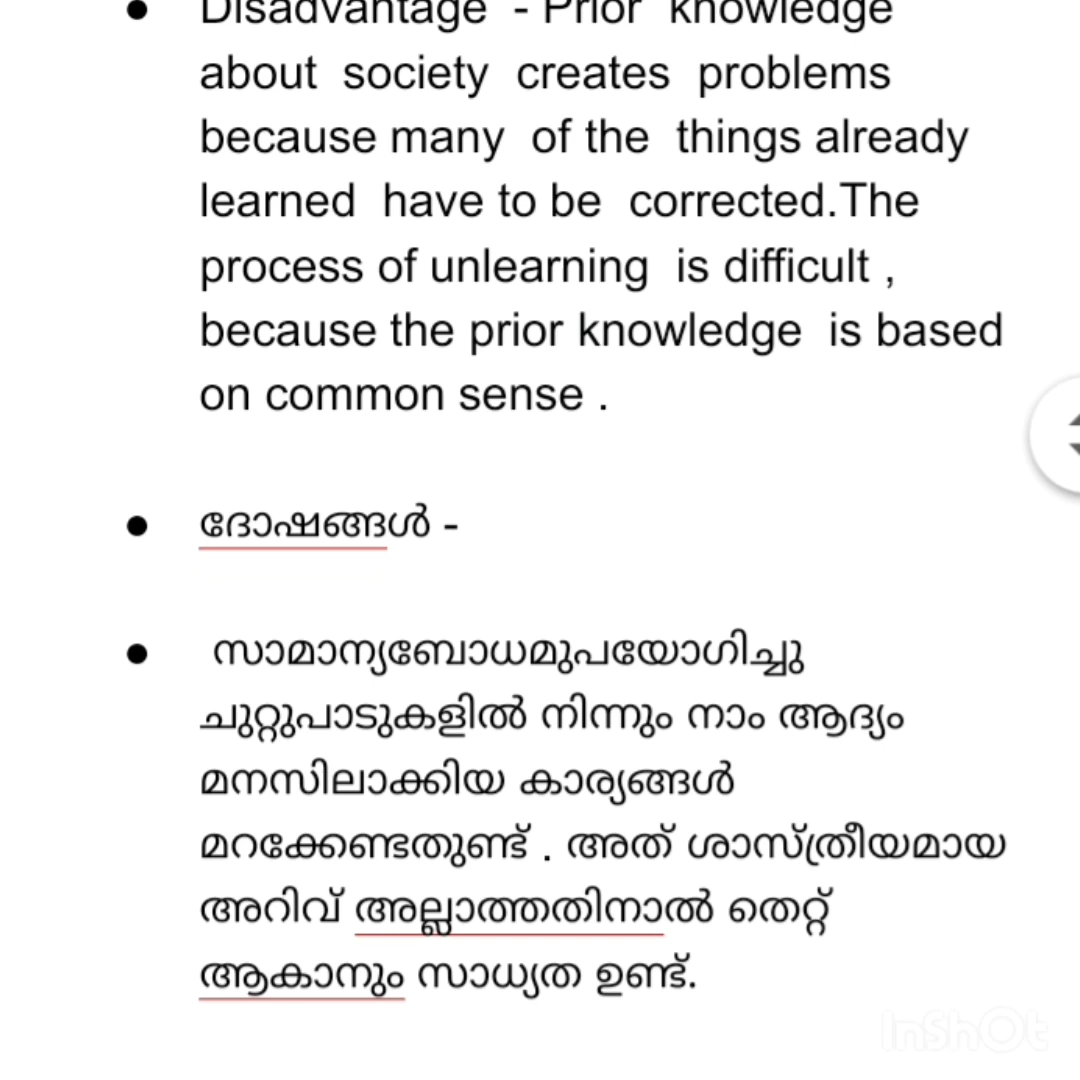 Disadvantage - Prior knowledge
about society creates problems
because many of the things already
learned have to be corrected.The
process of unlearning is difficult ,
because the prior knowledge is based
on common sense .
ദോഷങ്ങൾ -
സാമാന്യബോധമുപയോഗിച്ചു
ചുറ്റുപാടുകളിൽ നിന്നും നാം ആദ്യം
മനസിലാക്കിയ കാര്യങ്ങൾ
മറക്കേണ്ടതുണ്ട് . അത് ശാസ്ത്രീയമായ
അറിവ് അല്ലാത്തതിനാൽ തെറ്റ്
ആകാനും സാധ്യത ഉണ്ട്.
InShOt